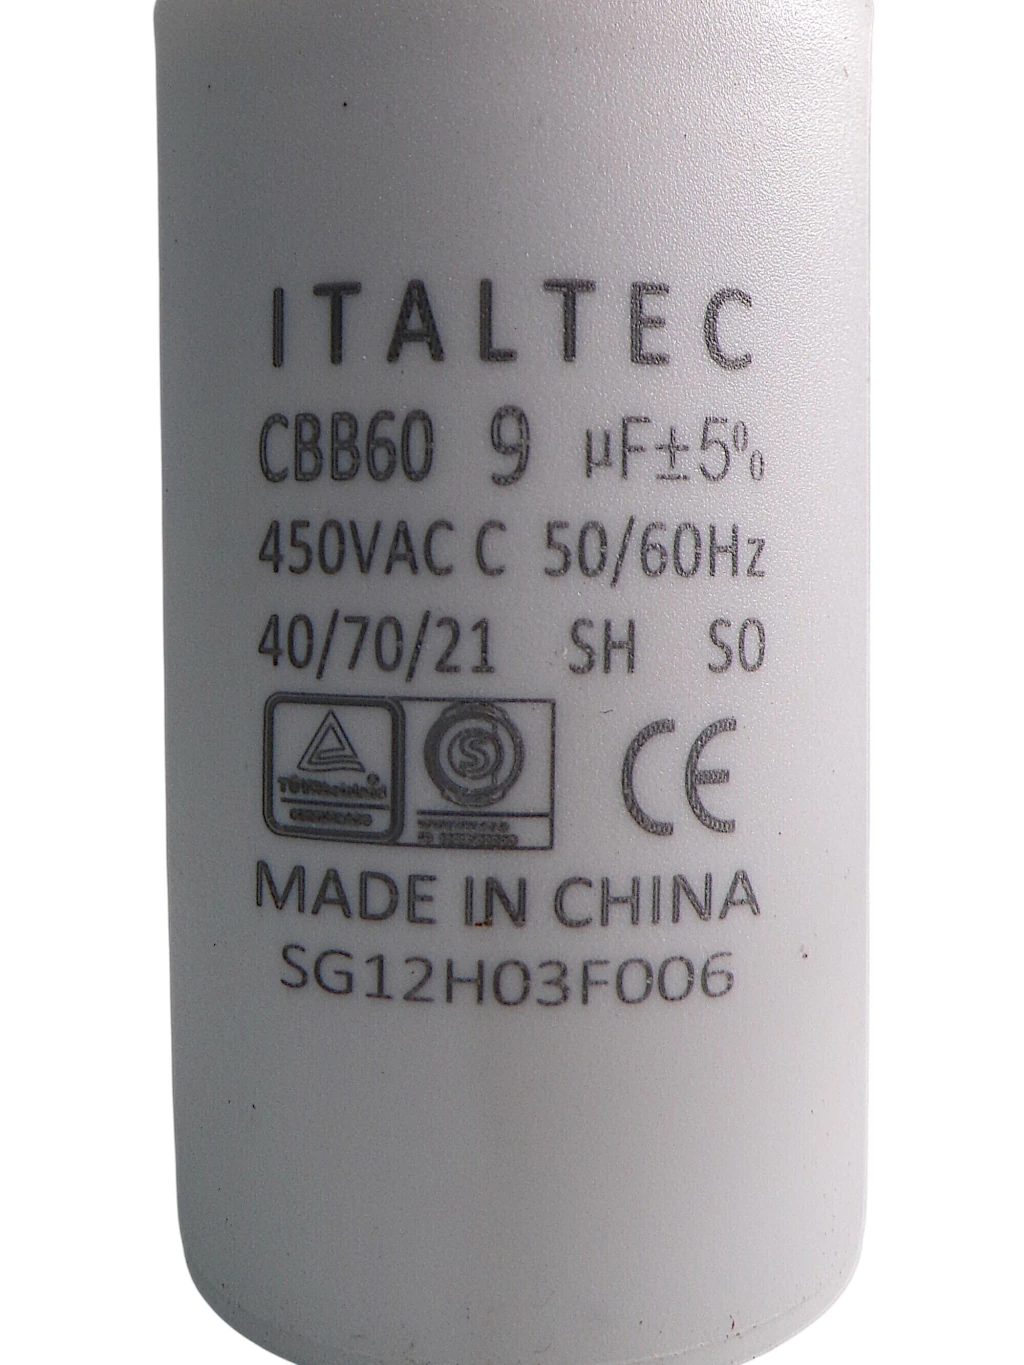 ITALTEC
CBB60 9 µF±5%
450VAC C 50/60Hz
40/70/21 SH S0
S
CE
MADE IN CHINA
SG12H03F006